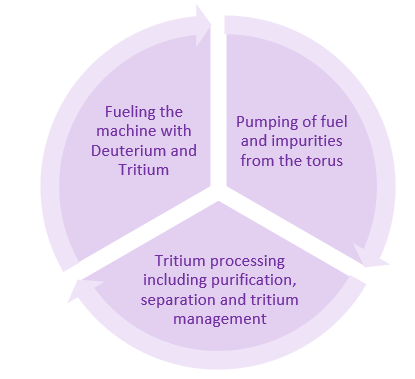 Fueling the
machine with
Deuterium and
Tritium
Pumping of fuel
and impurities
from the torus
Tritium processing
including purification,
separation and tritium
management